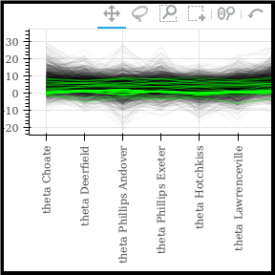 30
20
10
0
-10
-20
theta Choate
theta Deerfield
theta Phillips Andover
theta Phillips Exeter
theta Hotchkiss
theta Lawrenceville